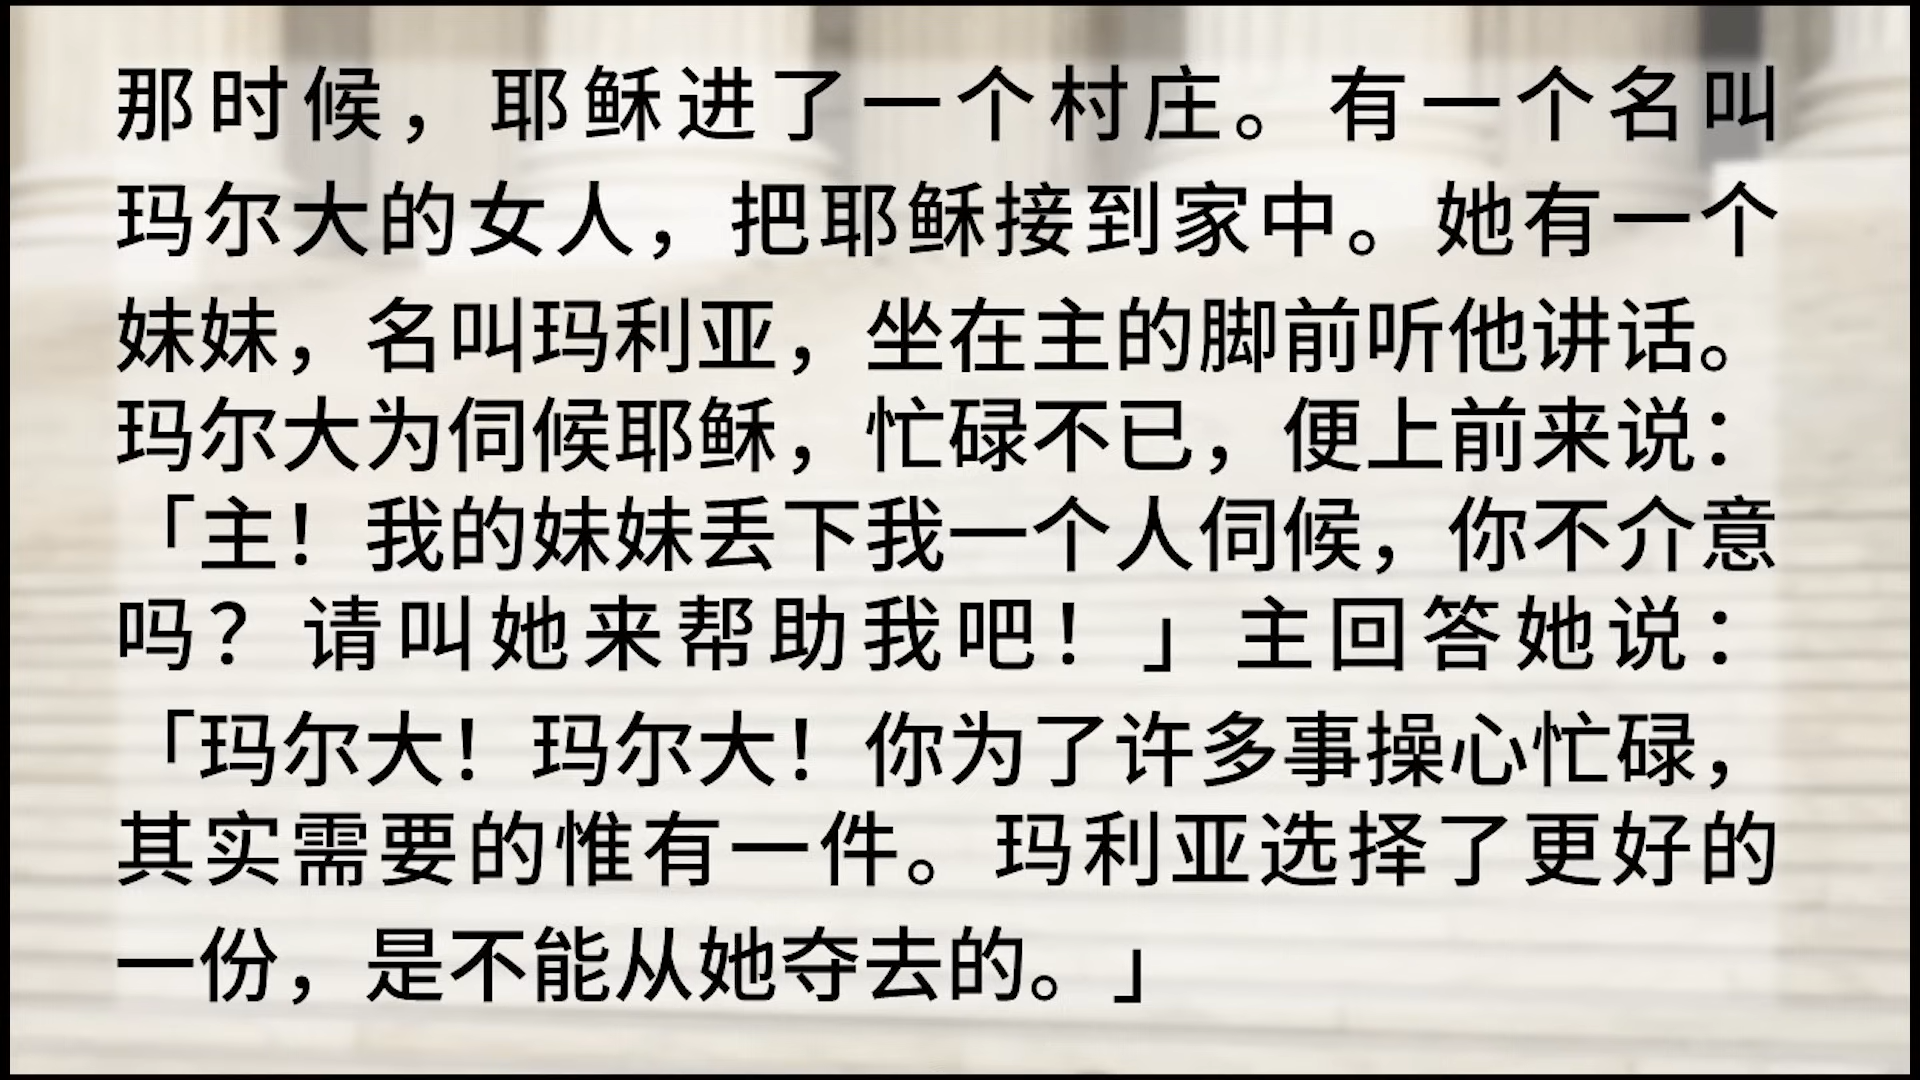 那时候，耶稣进了一个村庄。有一个名叫
玛尔大的女人，把耶稣接到家中。她有一个
妹妹，名叫玛利亚，坐在主的脚前听他讲话。
玛尔大为伺候耶稣，忙碌不已，便上前来说：
「主！我的妹妹丢下我一个人伺候，你不介意
吗？请叫她来帮助我吧！」主回答她说：
「玛尔大！玛尔大！你为了许多事操心忙碌，
其实需要的惟有一件。玛利亚选择了更好的
一份，是不能从她夺去的。」